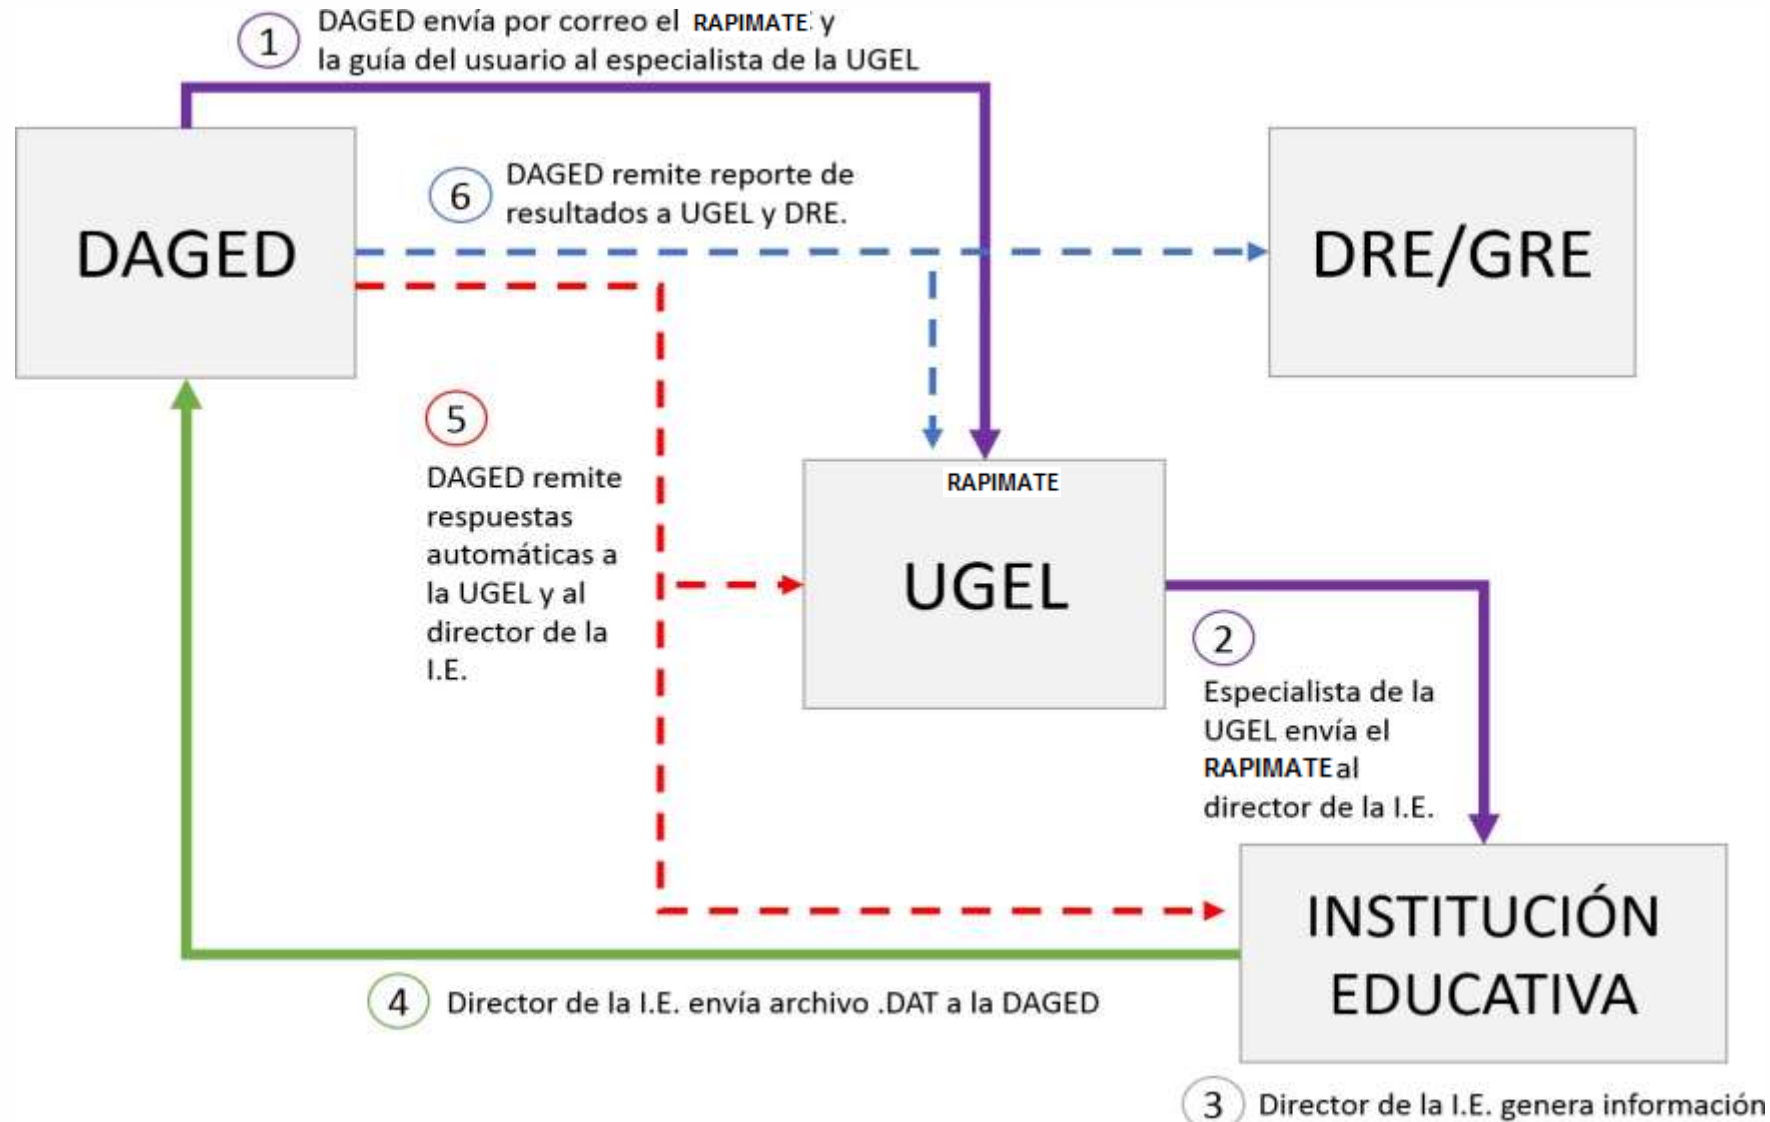 1
DAGED envía por correo el RAPIMATE y
la guía del usuario al especialista de la UGEL
DAGED
6
DAGED remite reporte de
resultados a UGEL y DRE.
DRE/GRE
5
DAGED remite
respuestas
automáticas a
la UGEL y al
director de la
I.E.
RAPIMATE
UGEL
2
Especialista de la
UGEL envía el
RAPIMATE al
director de la I.E.
INSTITUCIÓN
EDUCATIVA
4
Director de la I.E. envía archivo .DAT a la DAGED
3
Director de la I.E. genera información